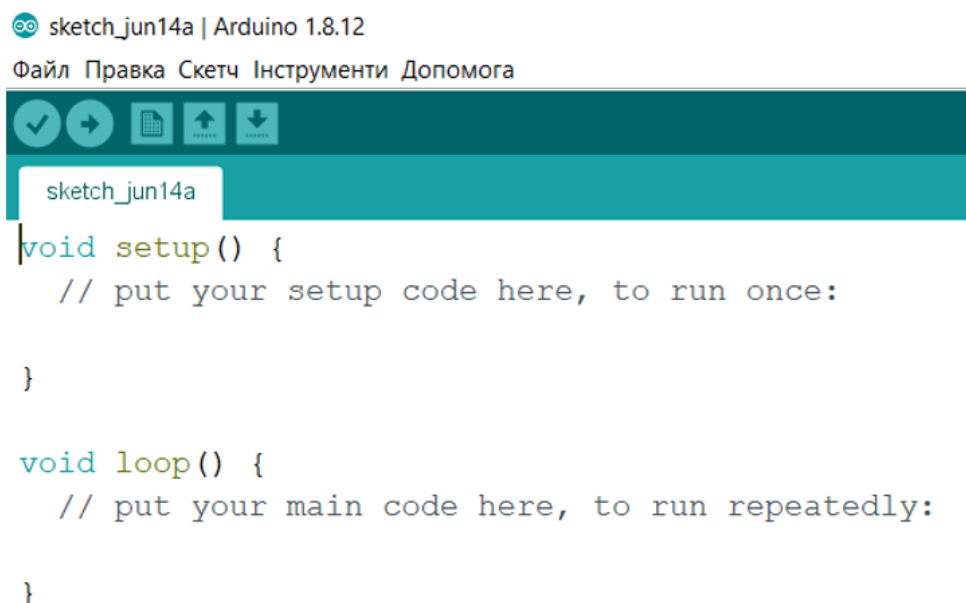 sketch_jun14a | Arduino 1.8.12
Файл Правка Скетч Інструменти Допомога
sketch_jun14a
void setup() {
  // put your setup code here, to run once:
}
void loop() {
  // put your main code here, to run repeatedly:
}